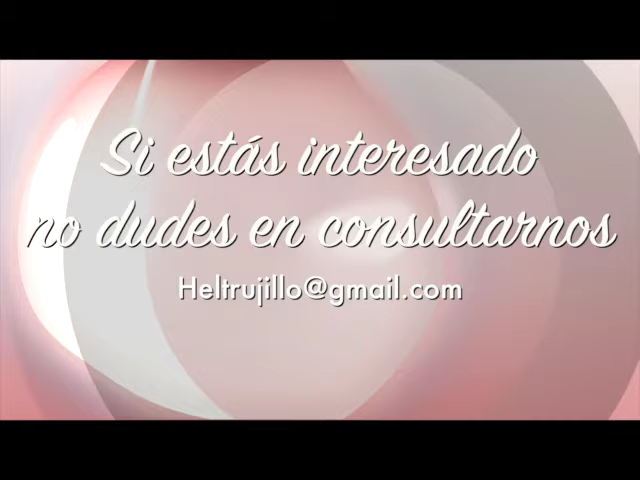 Si estás interesado
no dudes en consultarnos
Heltrujillo@gmail.com